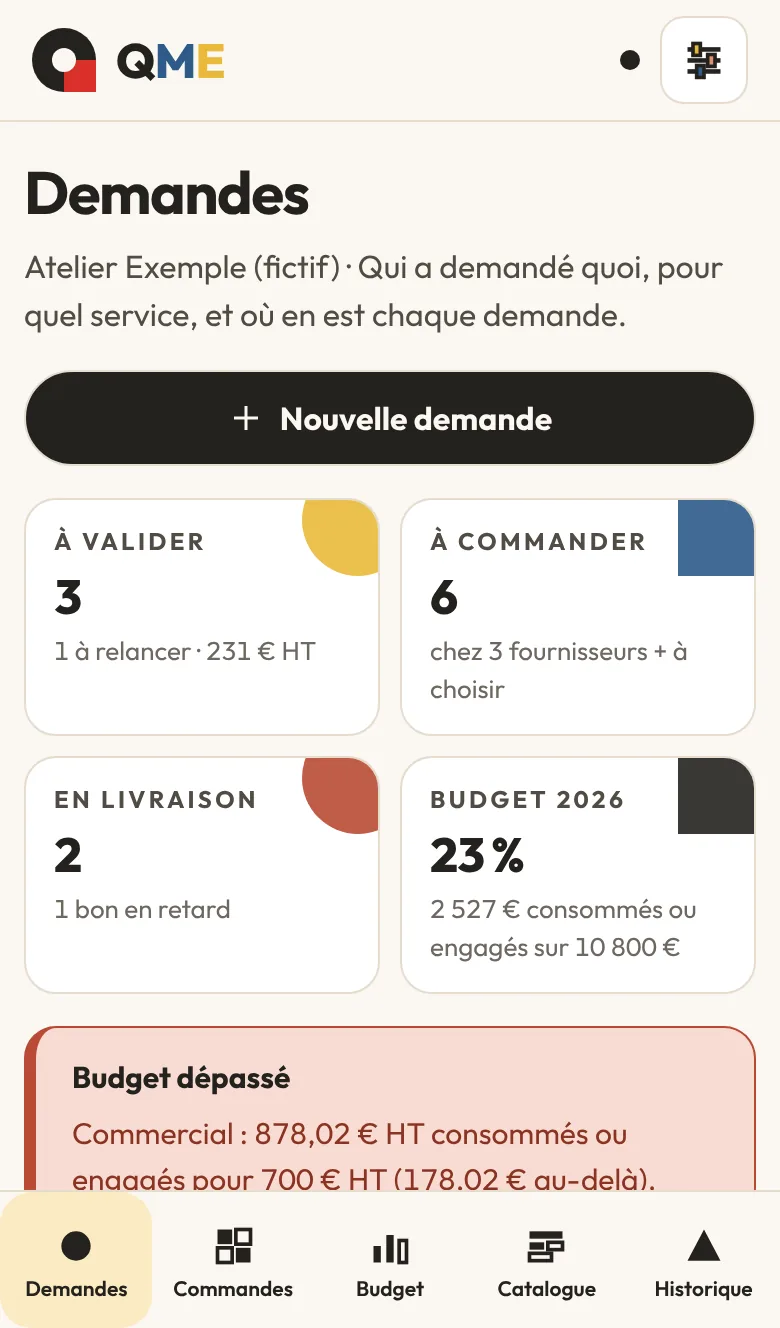 QME
Demandes
Atelier Exemple (fictif) · Qui a demandé quoi, pour
quel service, et où en est chaque demande.
+ Nouvelle demande
À VALIDER
3
1 à relancer · 231 € HT
À COMMANDER
6
chez 3 fournisseurs + à
choisir
EN LIVRAISON
2
1 bon en retard
BUDGET 2026
23 %
2 527 € consommés ou
engagés sur 10 800 €
Budget dépassé
Commercial : 878,02 € HT consommés ou
engagés pour 700 € HT (178,02 € au-delà).
Demandes
Commandes
Budget
Catalogue
Historique